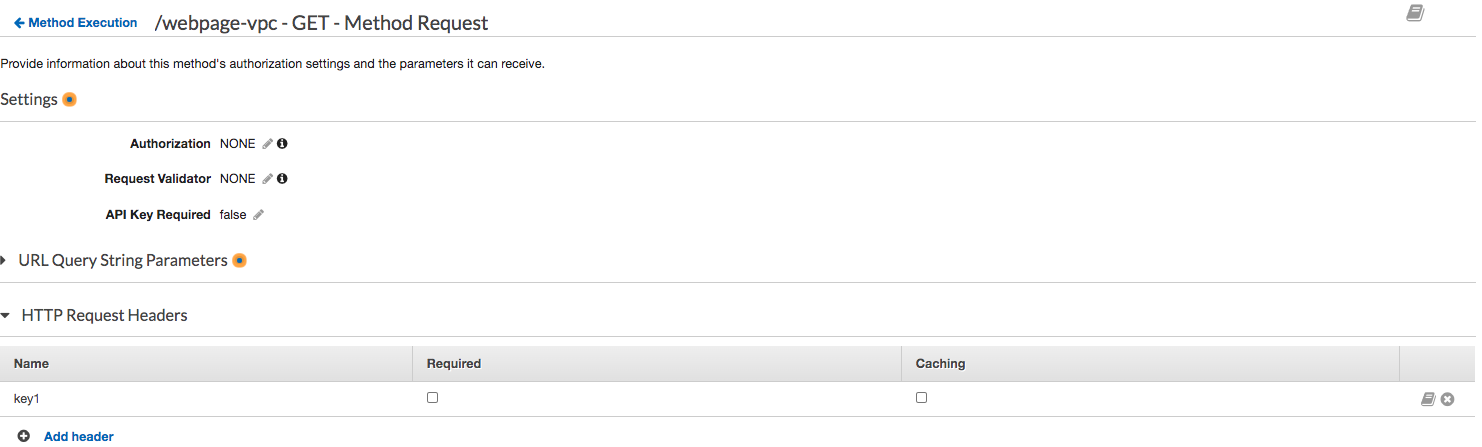 Method Execution /webpage-vpc - GET - Method Request
Provide information about this method's authorization settings and the parameters it can receive.
Settings
Authorization NONE
Request Validator NONE
API Key Required false
URL Query String Parameters
HTTP Request Headers
Name Required Caching
key1
Add header